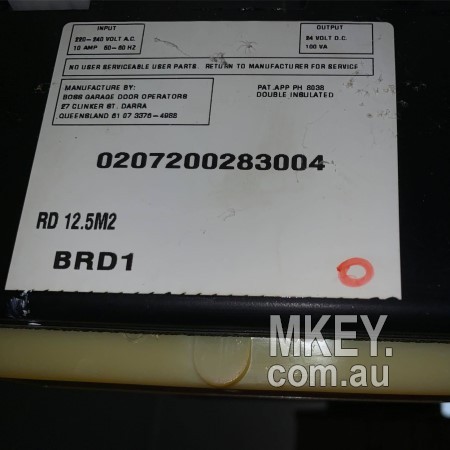 INPUT
220-240 VOLT A.C.
10 AMP 50-60 HZ
OUTPUT
24 VOLT D.C.
100 VA
NO USER SERVICEABLE USER PARTS. RETURN TO MANUFACTURER FOR SERVICE
MANUFACTURE BY:
BOSS GARAGE DOOR OPERATORS
27 CLINKER ST. DARRA
QUEENSLAND 61 07 3375-4988
PAT.APP PH 8038
DOUBLE INSULATED
0207200283004
RD 12.5M2
BRD1
MKEY.
com.au